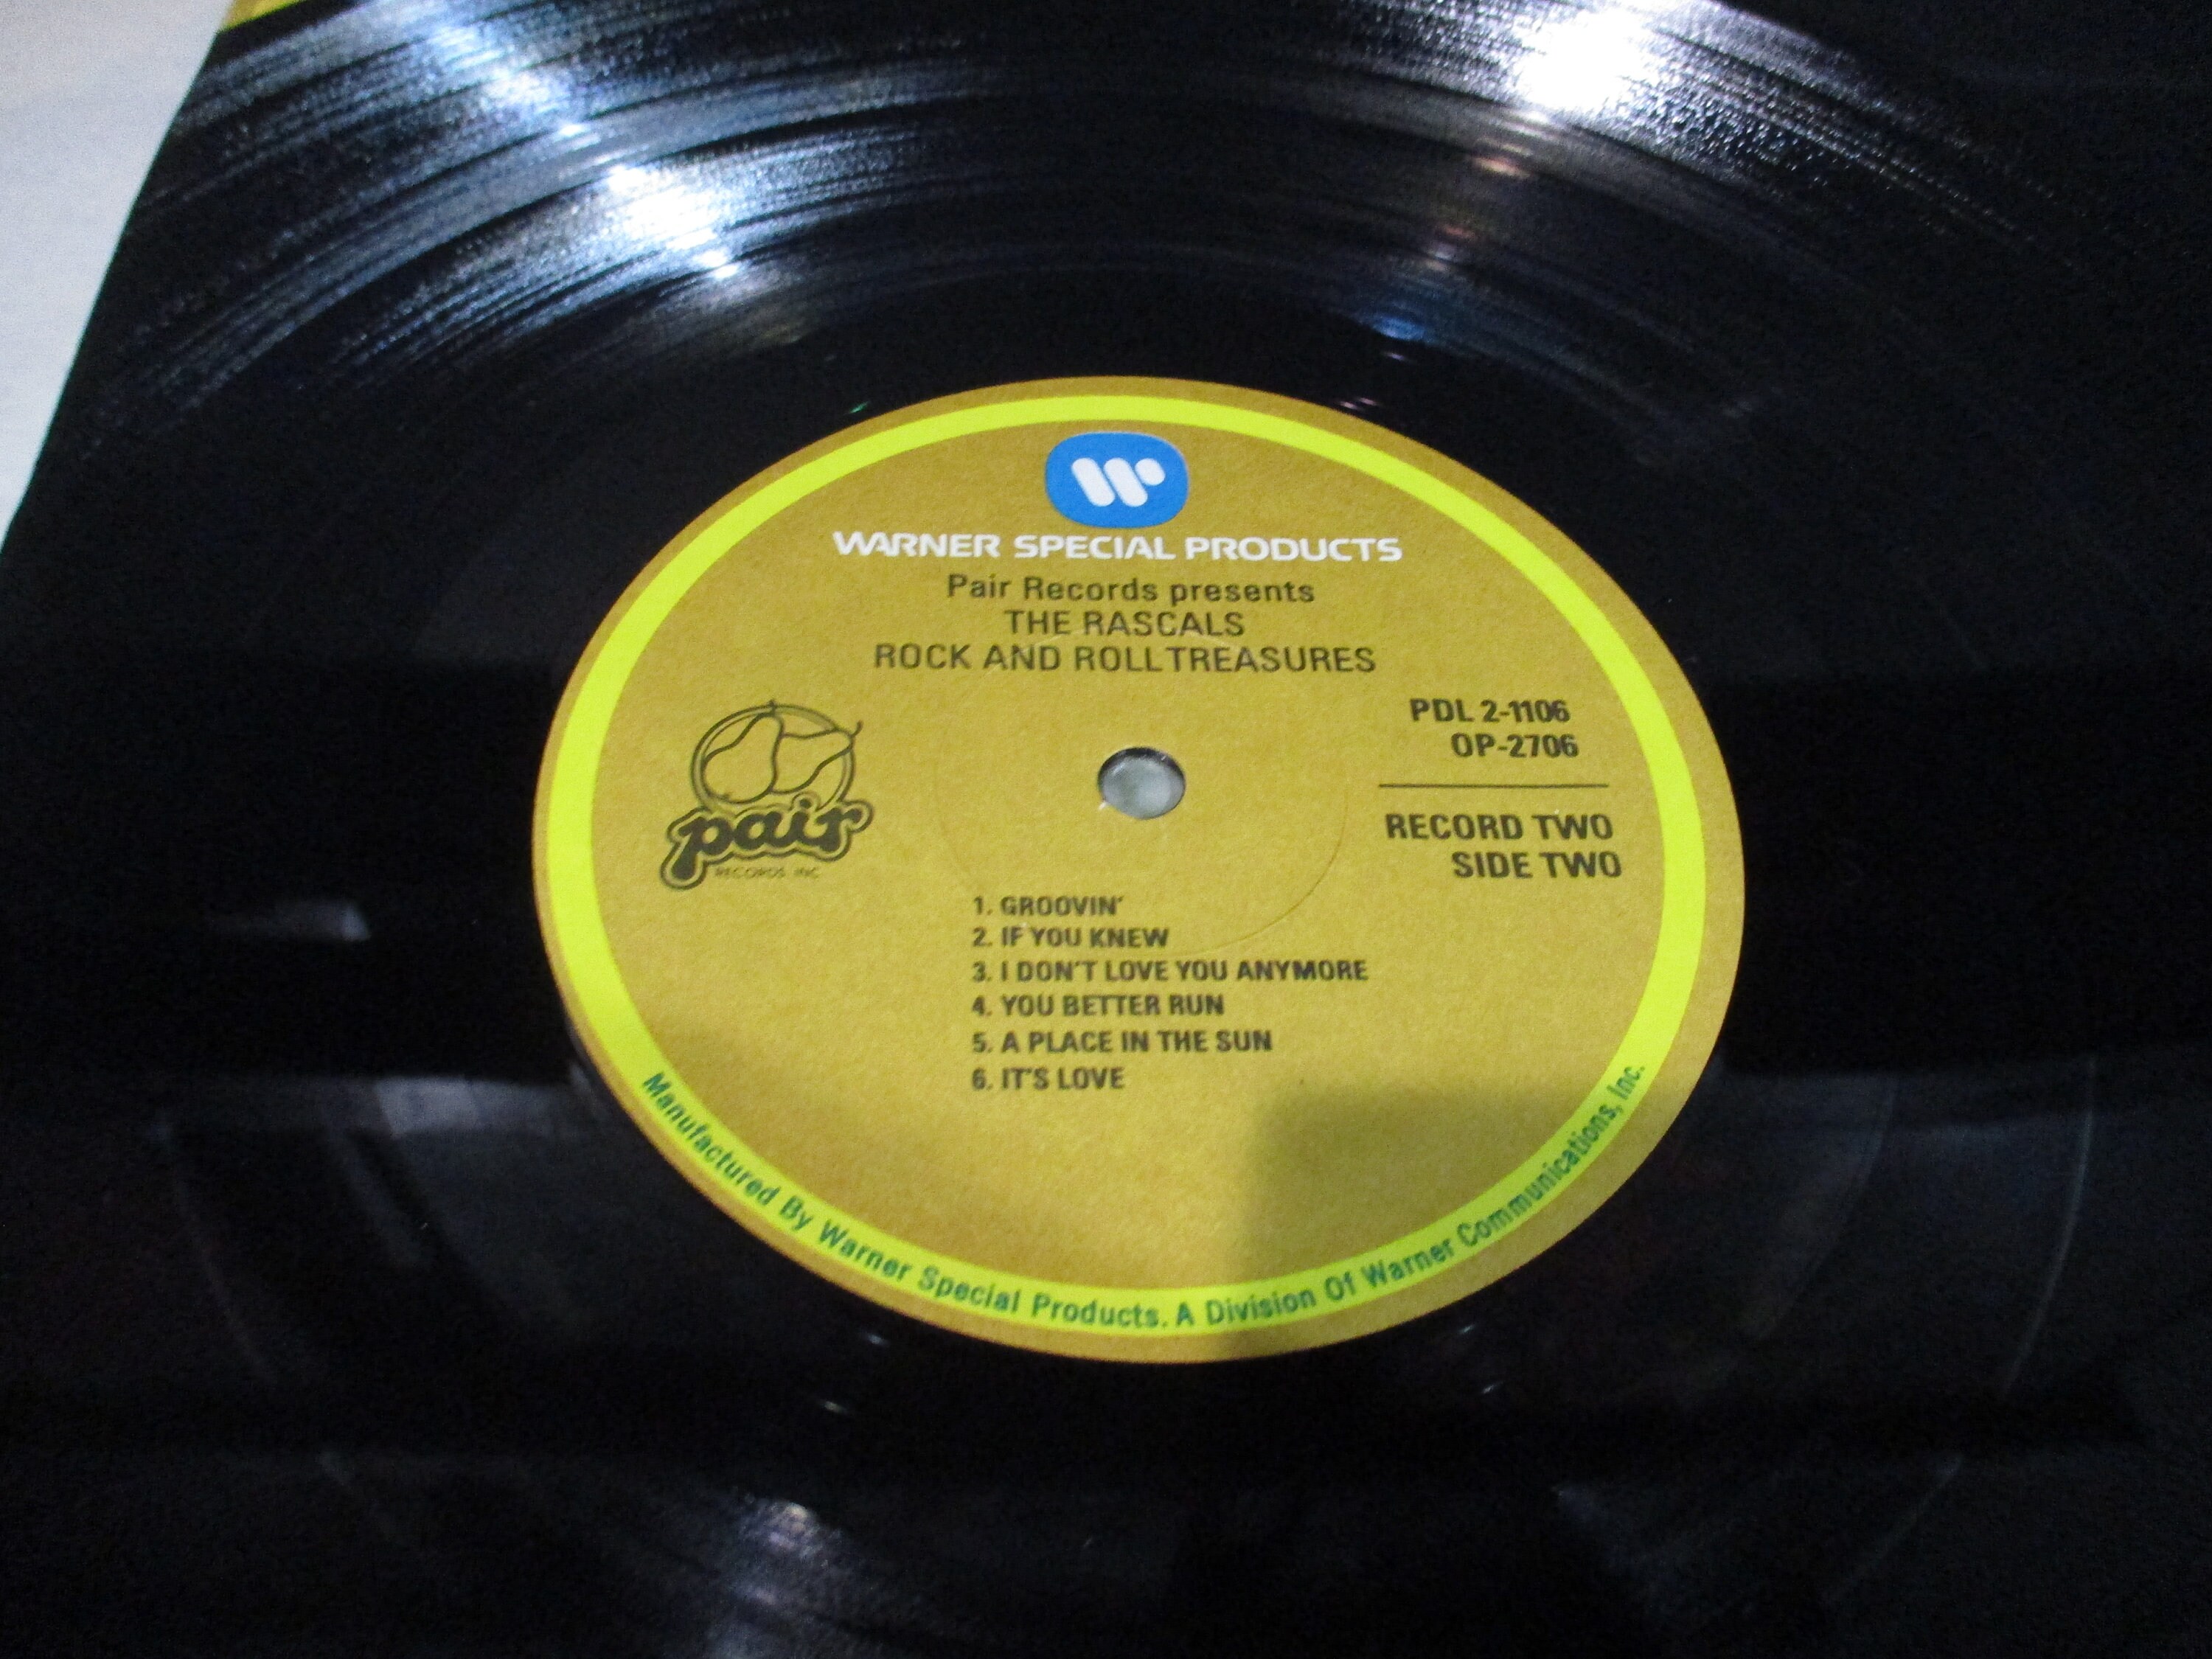 WARNER SPECIAL PRODUCTS
Pair Records presents
THE RASCALS
ROCK AND ROLL TREASURES
PDL 2-1106
OP-2706
pair
RECORDS, INC
RECORD TWO
SIDE TWO
1. GROOVIN'
2. IF YOU KNEW
3. I DON'T LOVE YOU ANYMORE
4. YOU BETTER RUN
5. A PLACE IN THE SUN
6. IT'S LOVE
Manufactured By Warner Special Products. A Division Of Warner Communications, Inc.